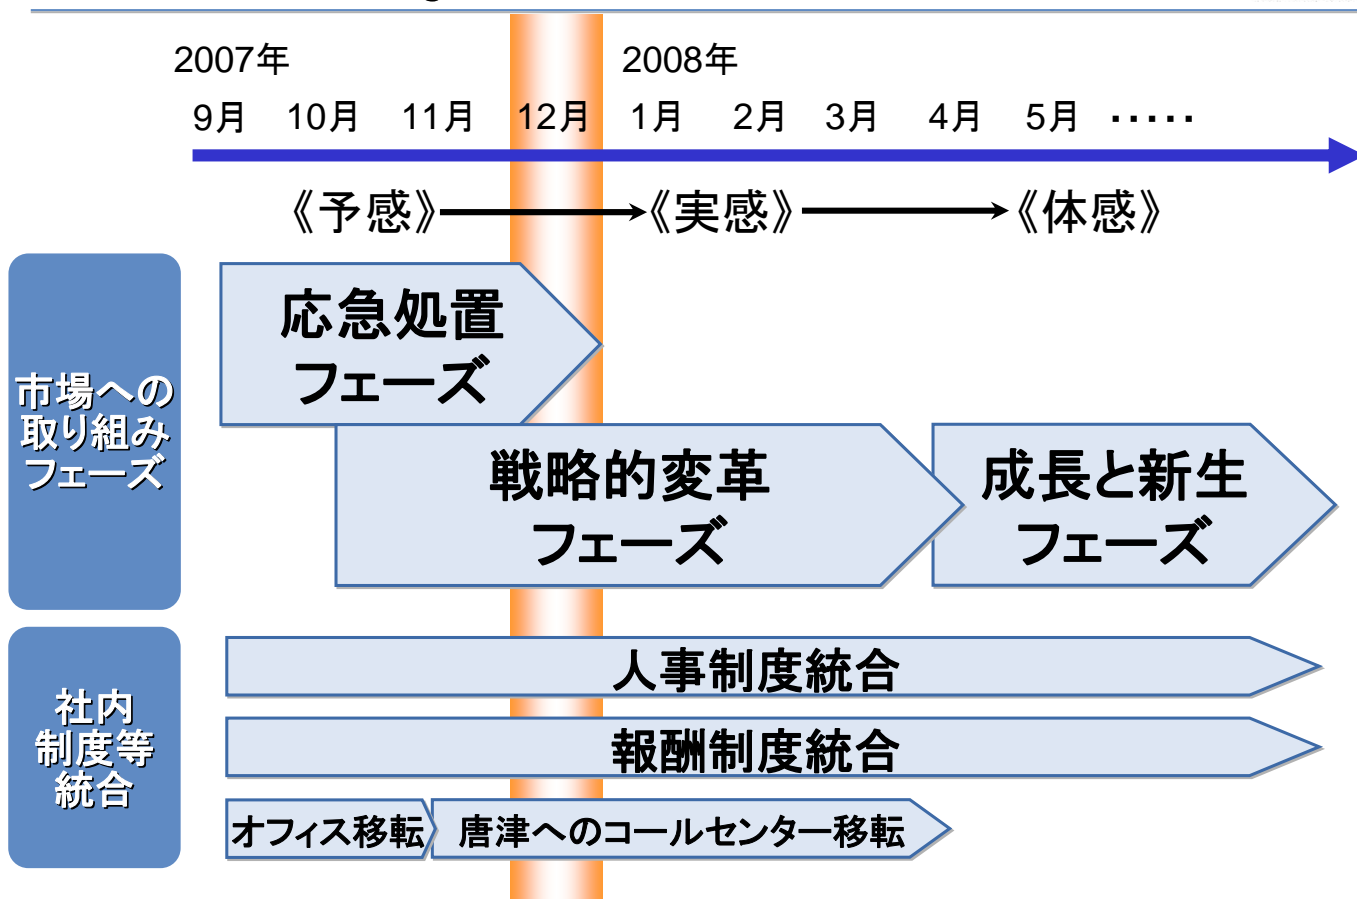 2007年 2008年
9月 10月 11月 12月 1月 2月 3月 4月 5月 ・・・・・
《予感》 《実感》 《体感》
市場への
取り組み
フェーズ
応急処置
フェーズ
戦略的変革
フェーズ
成長と新生
フェーズ
社内
制度等
統合
人事制度統合
報酬制度統合
オフィス移転 唐津へのコールセンター移転